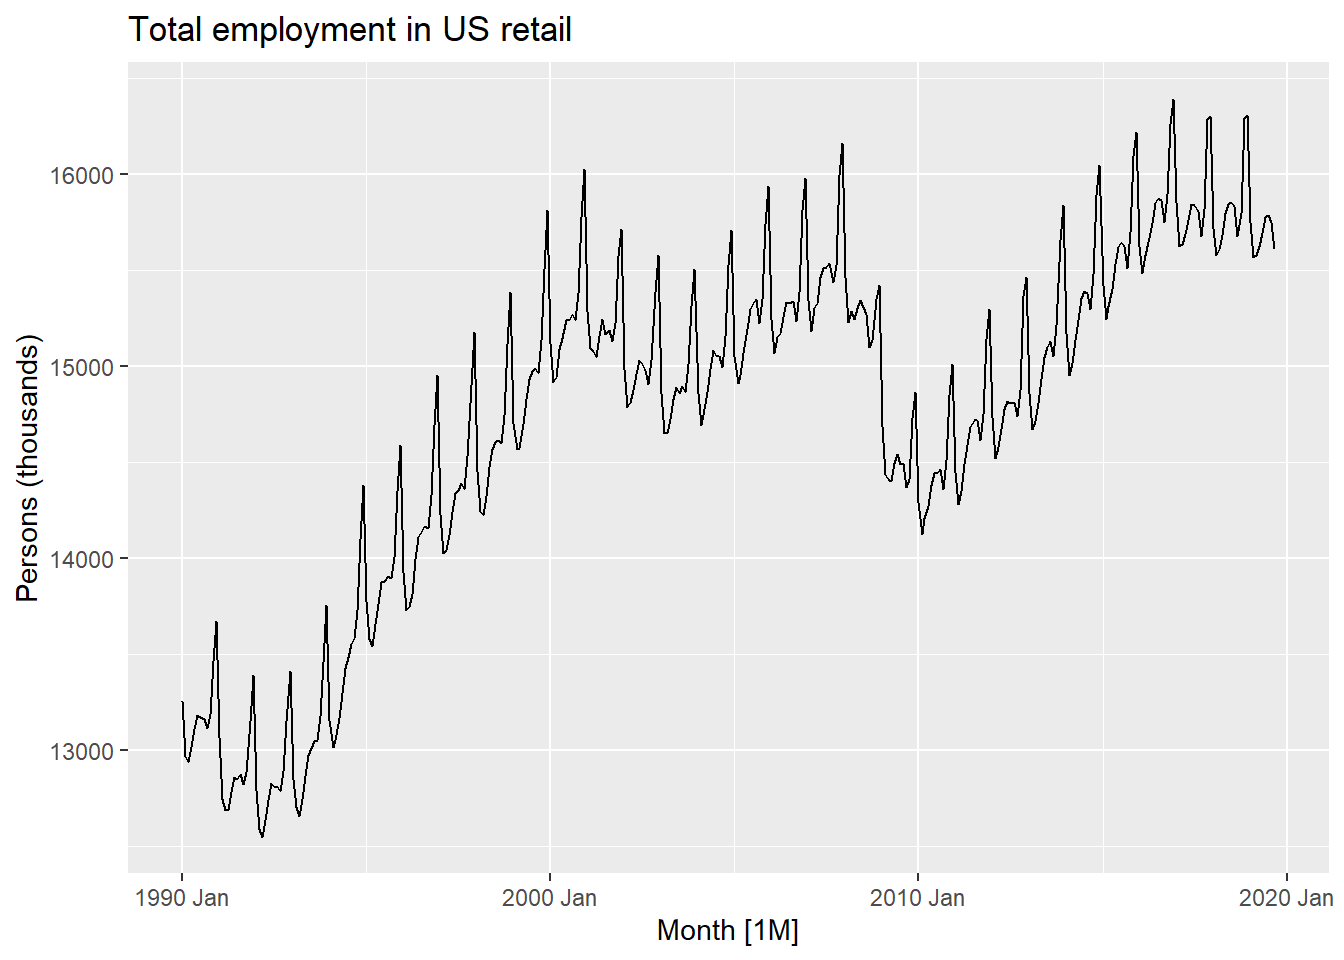 Total employment in US retail
Persons (thousands)
16000
15000
14000
13000
1990 Jan
2000 Jan
2010 Jan
2020 Jan
Month [1M]